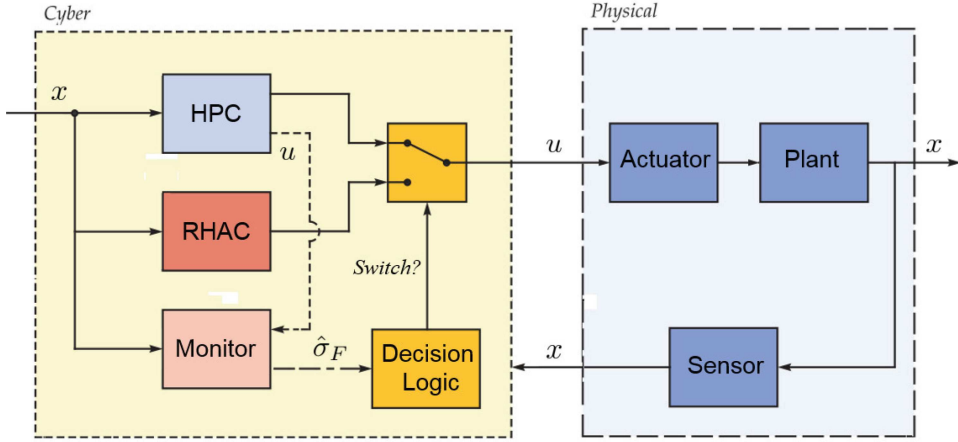 Cyber
Physical
x
HPC
u
RHAC
Switch?
Monitor
σ̂_F
Decision
Logic
u
Actuator
Plant
x
x
Sensor